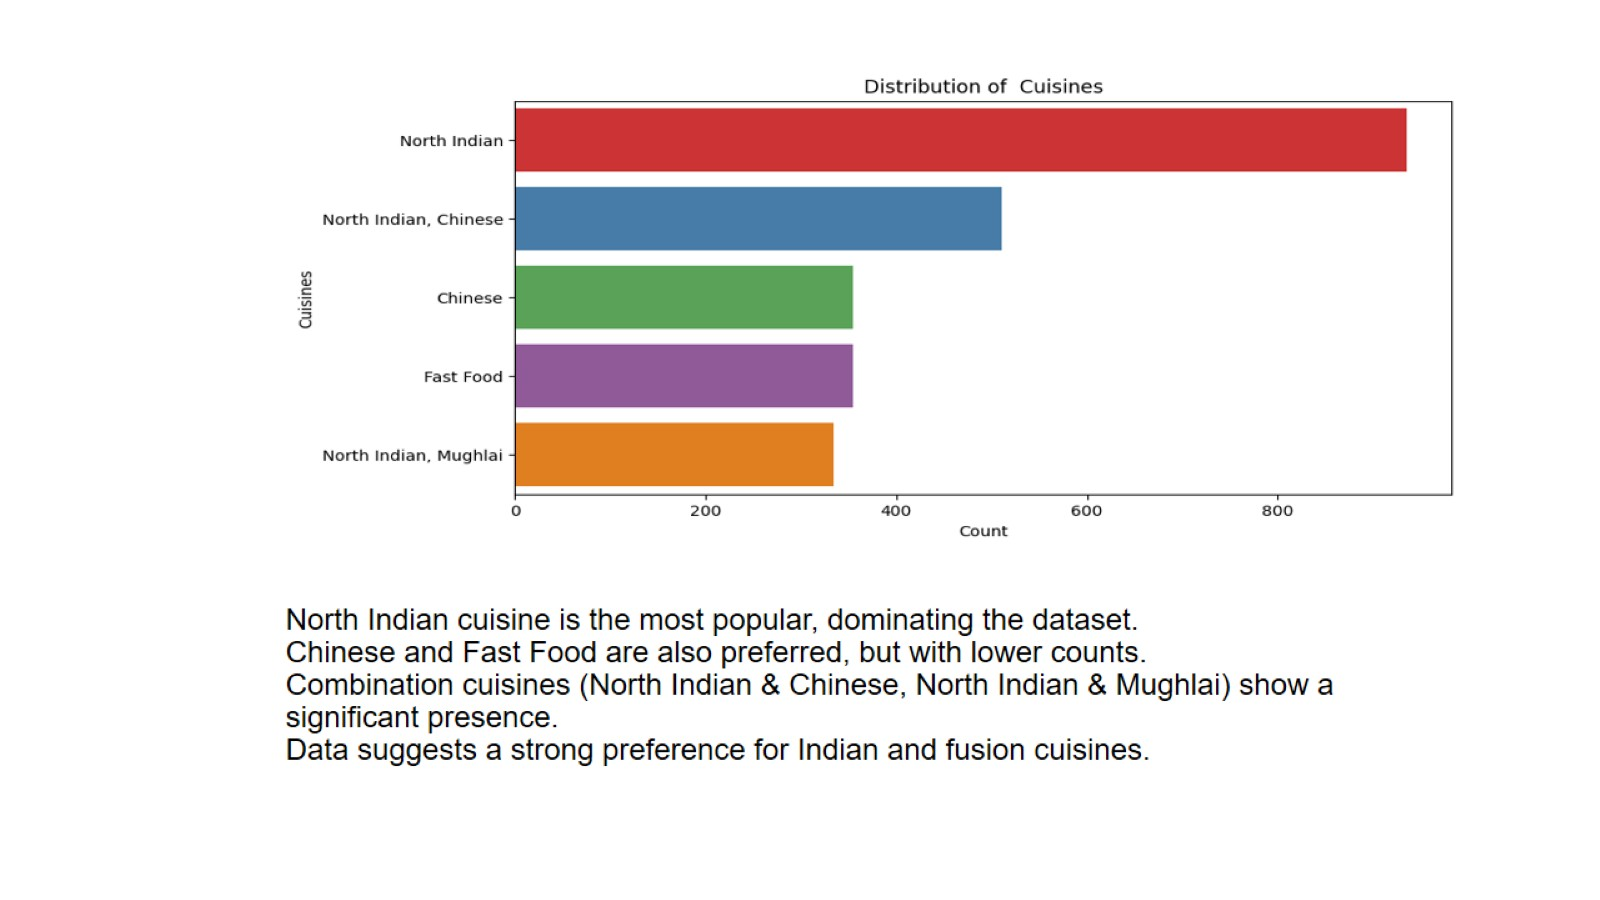 Distribution of  Cuisines
North Indian
North Indian, Chinese
Chinese
Fast Food
North Indian, Mughlai
Cuisines
0 200 400 600 800
Count
North Indian cuisine is the most popular, dominating the dataset.
Chinese and Fast Food are also preferred, but with lower counts.
Combination cuisines (North Indian & Chinese, North Indian & Mughlai) show a
significant presence.
Data suggests a strong preference for Indian and fusion cuisines.